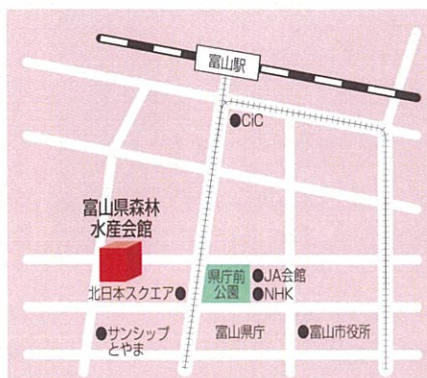 富山駅
CiC
富山県森林
水産会館
県庁前
公園
JA会館
北日本スクエア
NHK
サンシップ
とやま
富山県庁
富山市役所